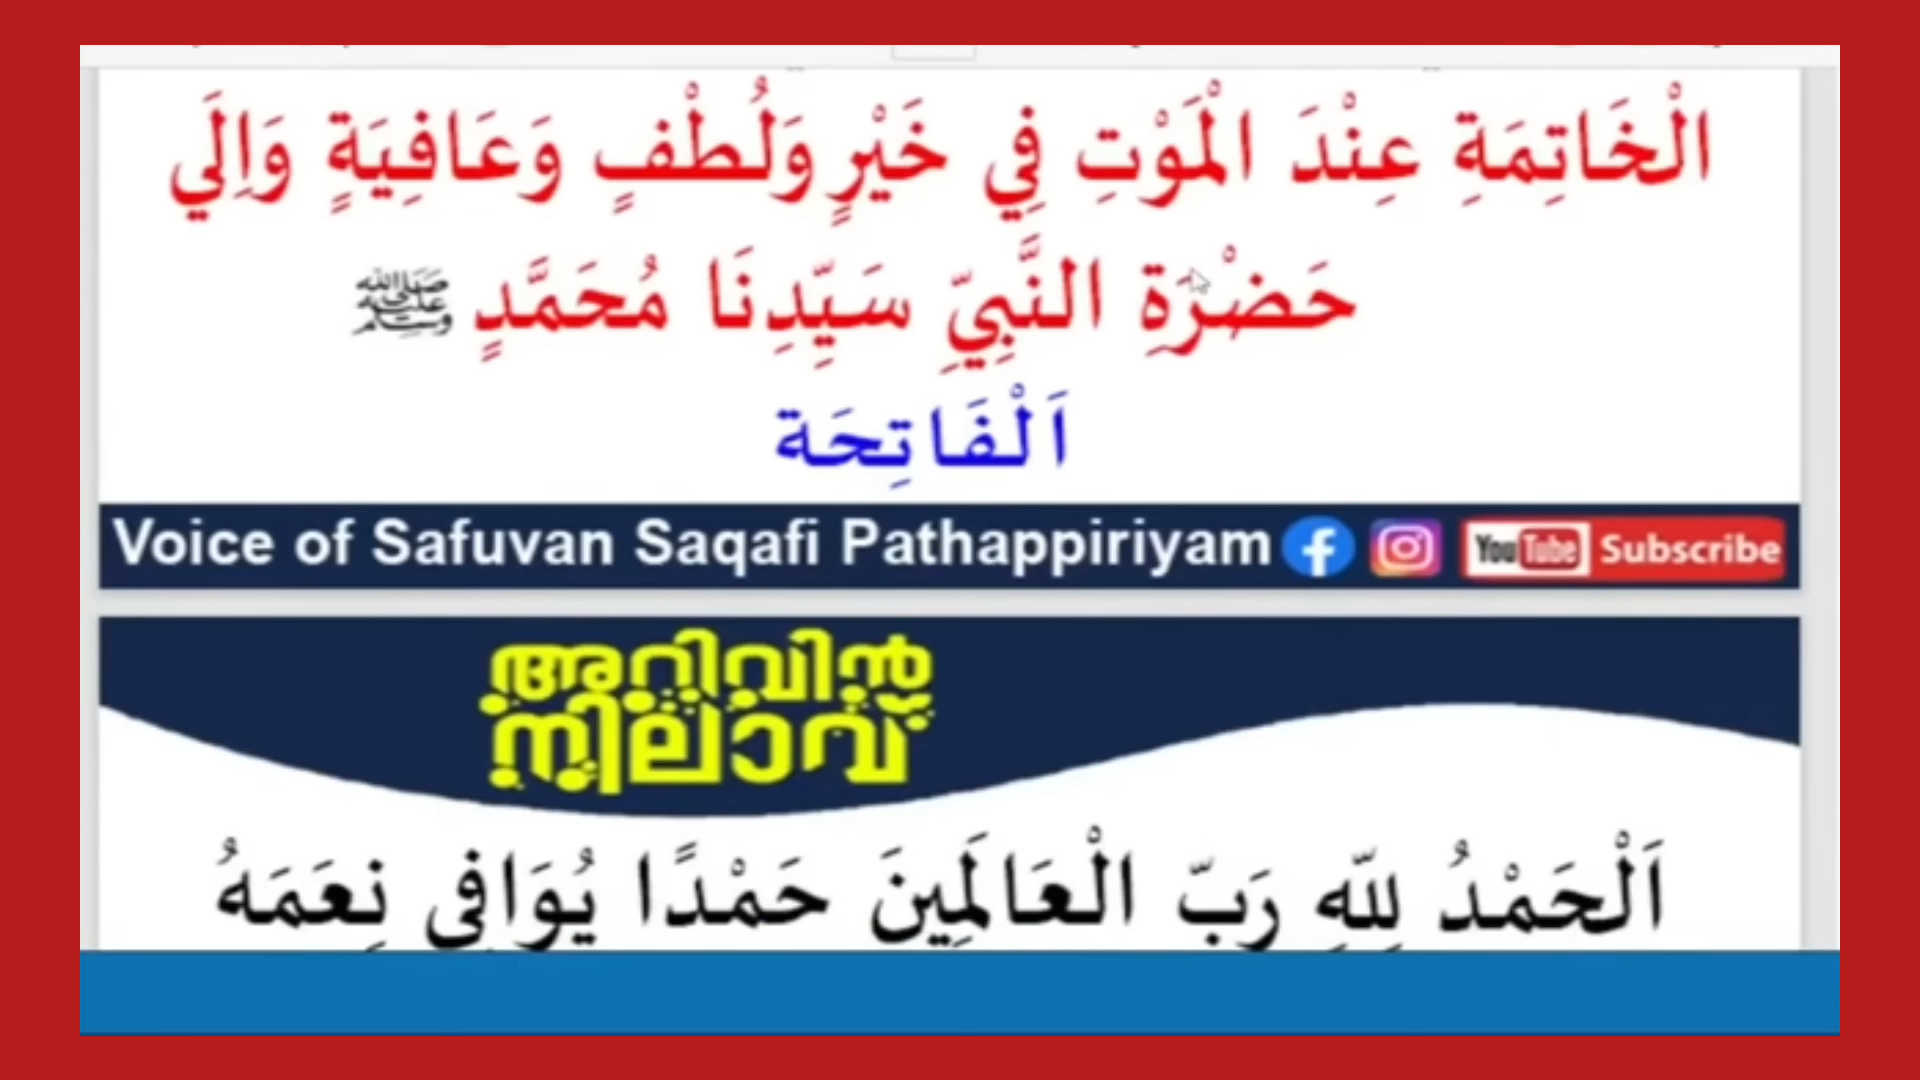 الْخَاتِمَةِ عِنْدَ الْمَوْتِ فِي خَيْرٍ وَلُطْفٍ وَعَافِيَةٍ وَاِلَي
حَضْرَةِ النَّبِيِّ سَيِّدِنَا مُحَمَّدٍ ﷺ
اَلْفَاتِحَة
Voice of Safuvan Saqafi Pathappiriyam YouTube Subscribe
അറിവിൻ
നിലാവ്
اَلْحَمْدُ لِلّهِ رَبِّ الْعَالَمِينَ حَمْدًا يُوَافِي نِعَمَهُ